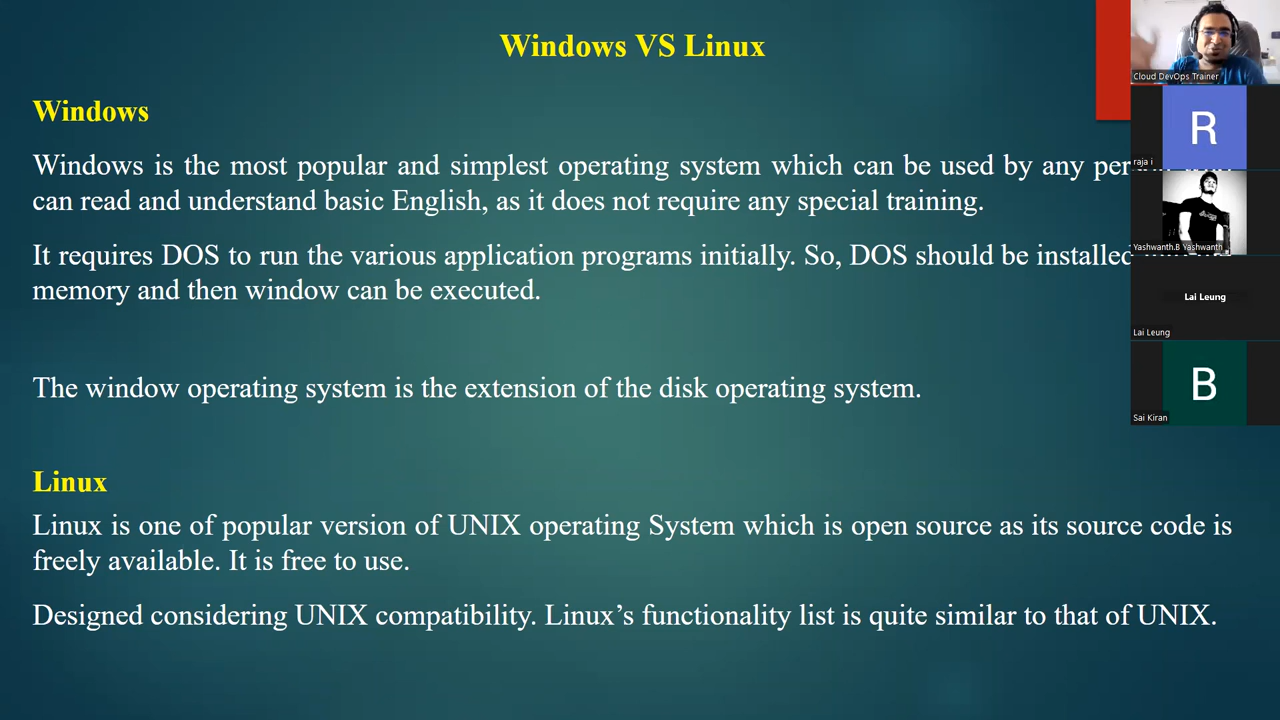 Windows VS Linux
Windows
Windows is the most popular and simplest operating system which can be used by any
can read and understand basic English, as it does not require any special training.
It requires DOS to run the various application programs initially. So, DOS should be installed
memory and then window can be executed.
The window operating system is the extension of the disk operating system.
Linux
Linux is one of popular version of UNIX operating System which is open source as its source code is
freely available. It is free to use.
Designed considering UNIX compatibility. Linux’s functionality list is quite similar to that of UNIX.
Cloud DevOps Trainer
R
raja i
Yashwanth.B Yashwanth
Lai Leung
Lai Leung
B
Sai Kiran